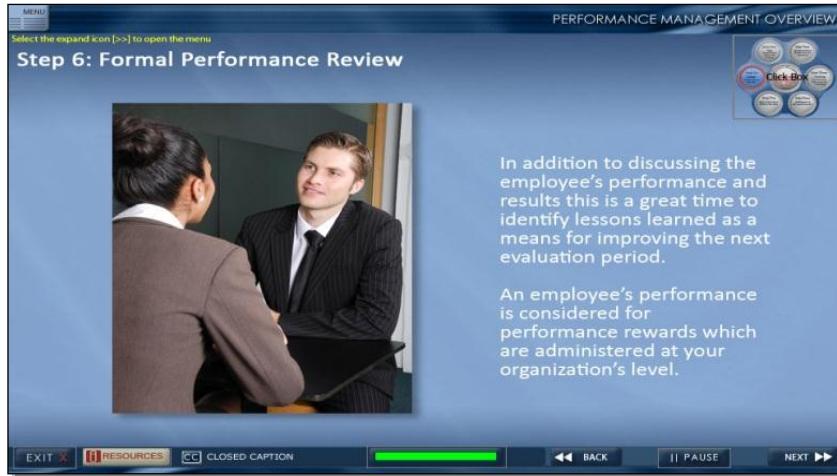 MENU
PERFORMANCE MANAGEMENT OVERVIEW
Select the expand icon [>>] to open the menu
Step 6: Formal Performance Review
Click Box
In addition to discussing the
employee's performance and
results this is a great time to
identify lessons learned as a
means for improving the next
evaluation period.
An employee's performance
is considered for
performance rewards which
are administered at your
organization's level.
EXIT X
RESOURCES
CC CLOSED CAPTION
BACK
|| PAUSE
NEXT